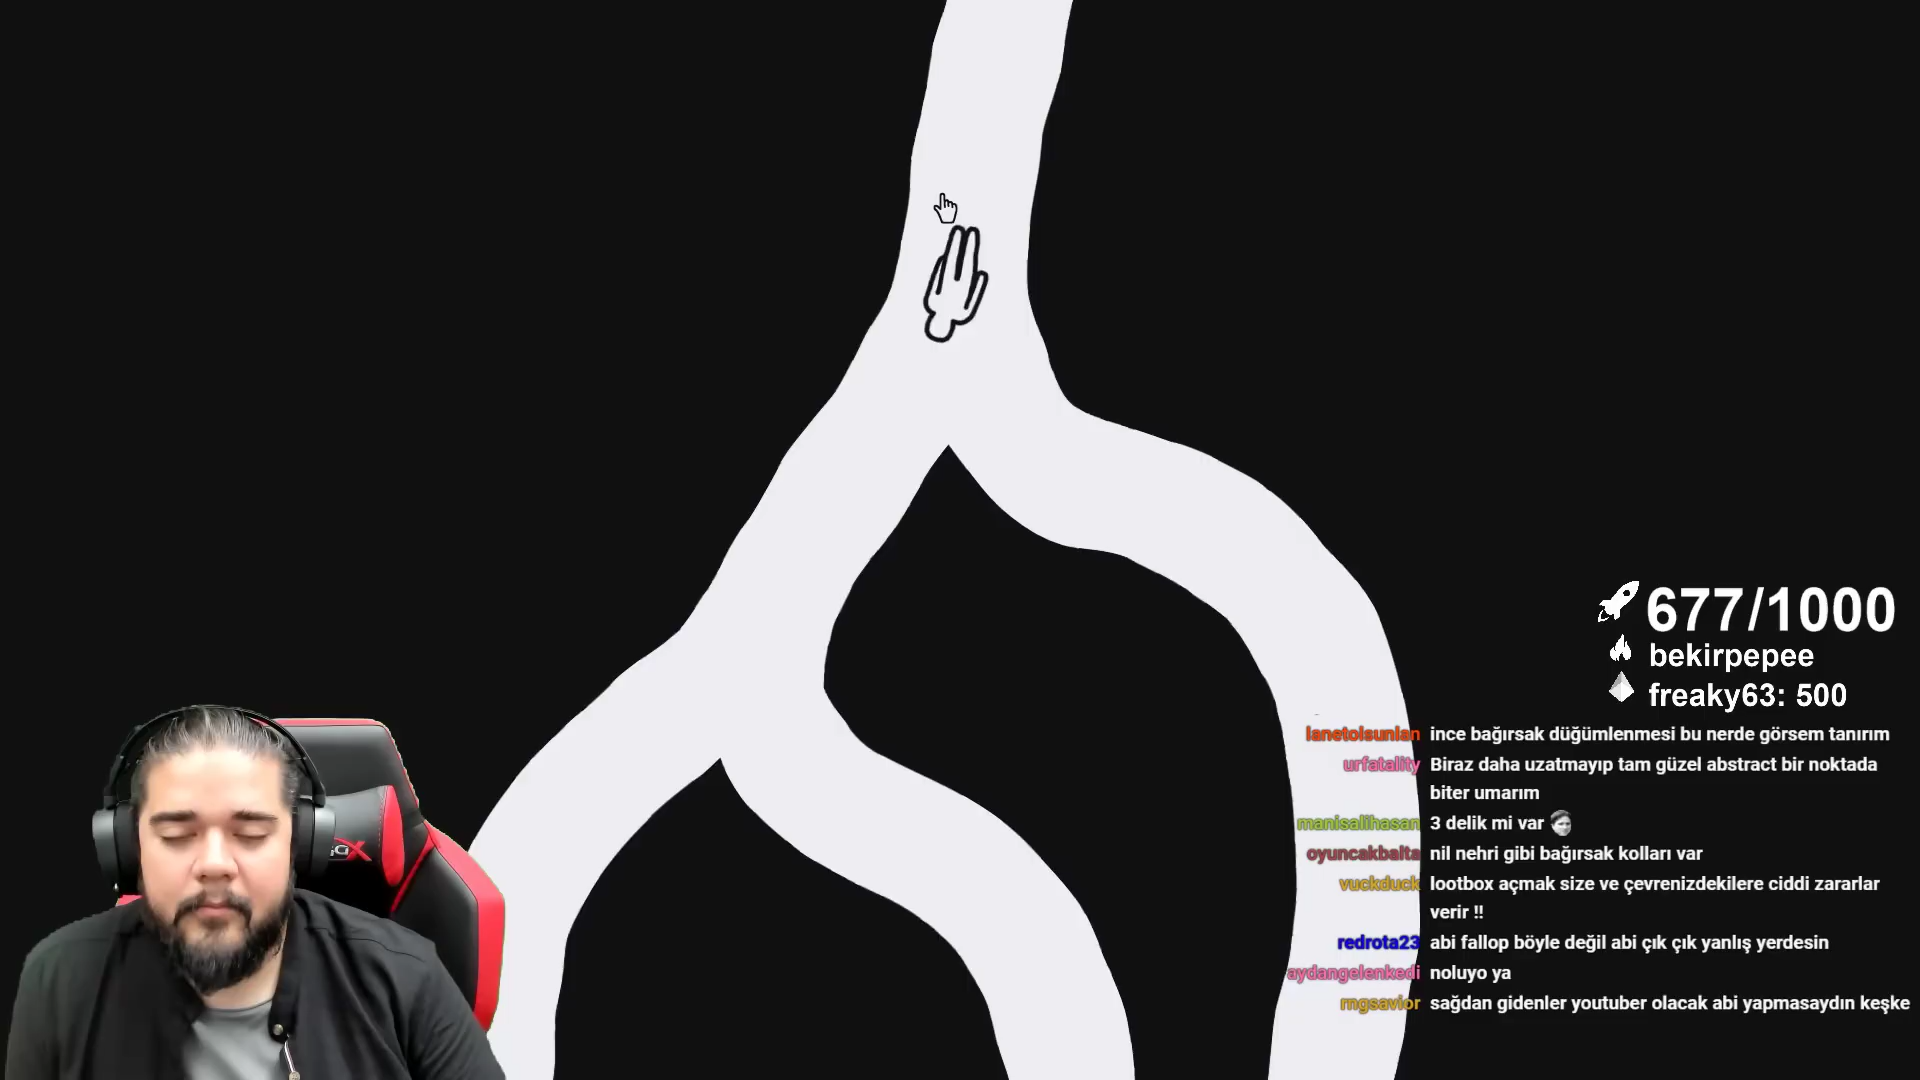 677/1000
bekirpepee
freaky63: 500
lanetolsunlan ince bağırsak düğümlenmesi bu nerde görsem tanırım
urfatality Biraz daha uzatmayıp tam güzel abstract bir noktada
biter umarım
manisalihasan 3 delik mi var
oyuncakbalta nil nehri gibi bağırsak kolları var
vuckduck lootbox açmak size ve çevrenizdekilere ciddi zararlar
verir !!
redrota23 abi fallop böyle değil abi çık çık yanlış yerdesin
aydangelenkedi noluyo ya
rngsavior sağdan gidenler youtuber olacak abi yapmasaydın keşke